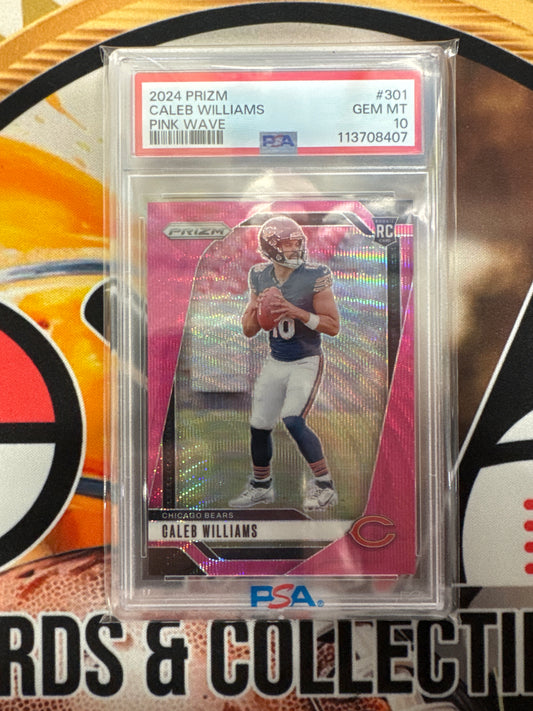 2024 PRIZM #301
CALEB WILLIAMS GEM MT
PINK WAVE 10
PSA 113708407
PRIZM
RC
18
CHICAGO BEARS
CALEB WILLIAMS
C
PSA
RDS & COLLECTI